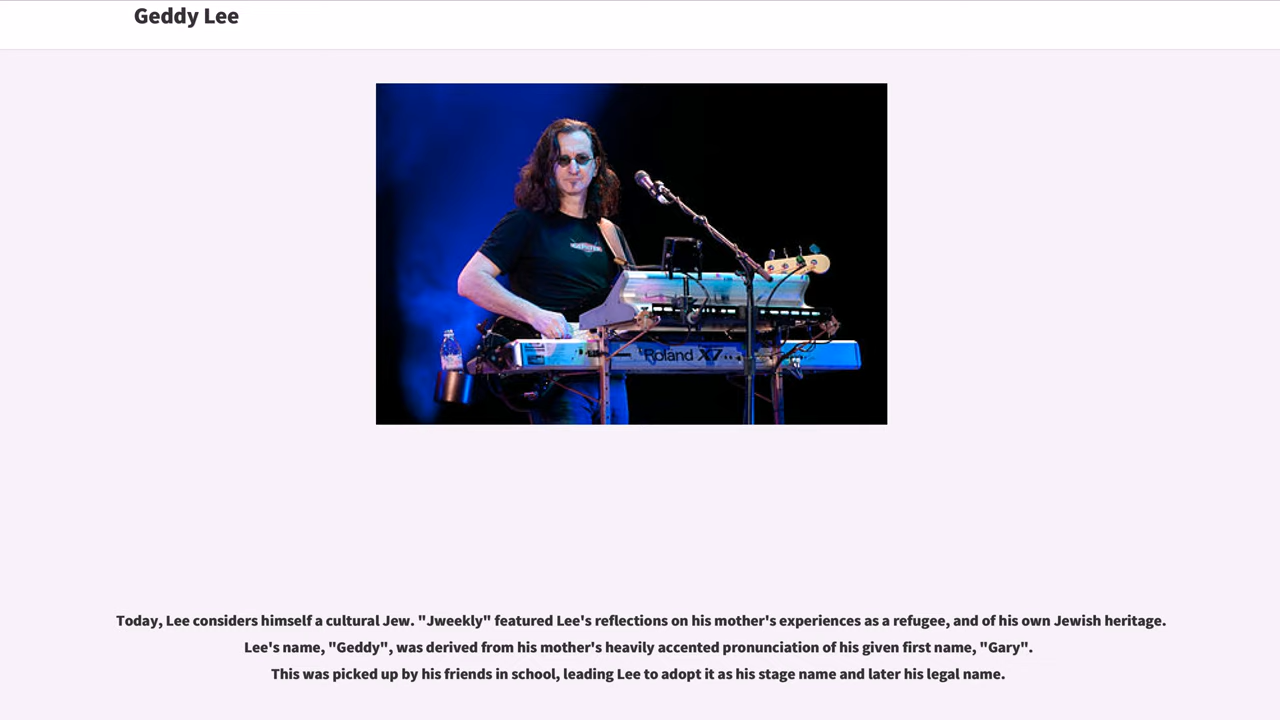 Geddy Lee
Roland X7
Today, Lee considers himself a cultural Jew. "Jweekly" featured Lee's reflections on his mother's experiences as a refugee, and of his own Jewish heritage.
Lee's name, "Geddy", was derived from his mother's heavily accented pronunciation of his given first name, "Gary".
This was picked up by his friends in school, leading Lee to adopt it as his stage name and later his legal name.